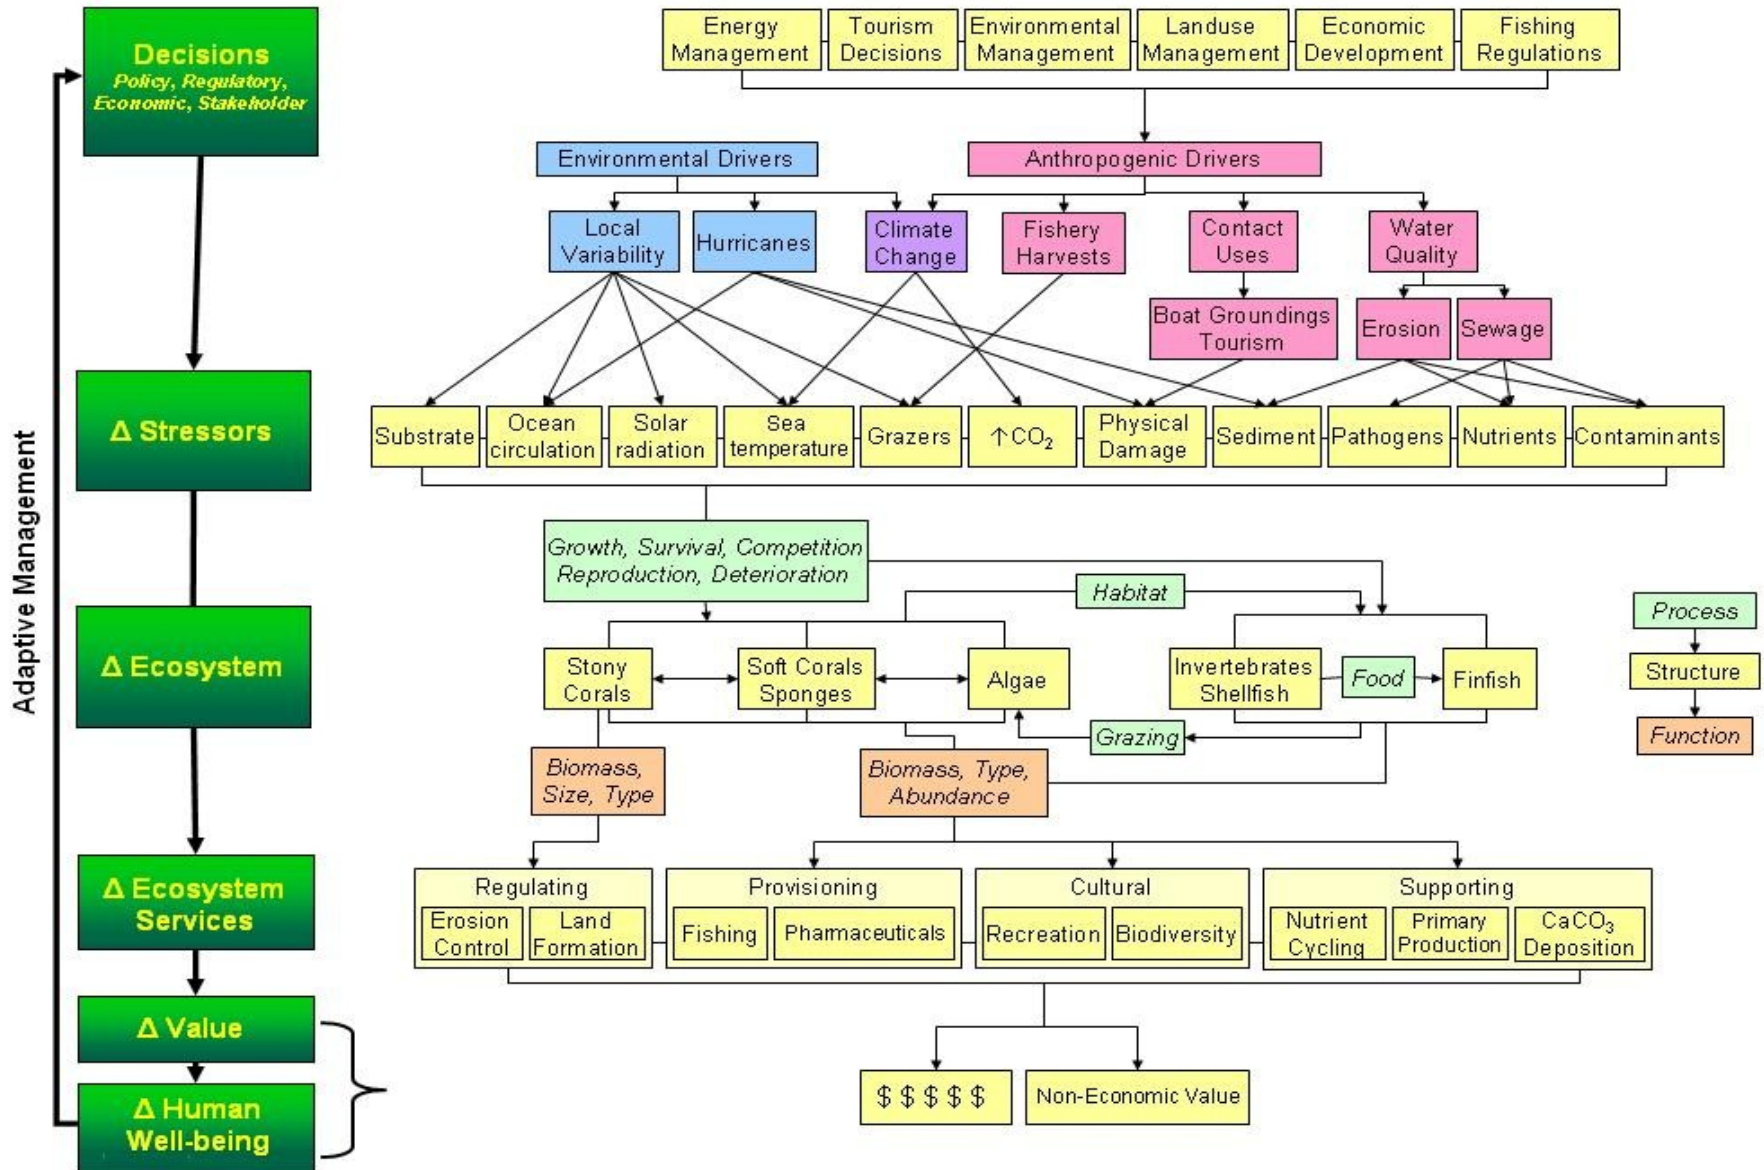 Adaptive Management
Decisions
Policy, Regulatory,
Economic, Stakeholder
Δ Stressors
Δ Ecosystem
Δ Ecosystem
Services
Δ Value
Δ Human
Well-being
Energy
Management
Tourism
Decisions
Environmental
Management
Landuse
Management
Economic
Development
Fishing
Regulations
Environmental Drivers
Anthropogenic Drivers
Local
Variability
Hurricanes
Climate
Change
Fishery
Harvests
Contact
Uses
Water
Quality
Boat Groundings
Tourism
Erosion
Sewage
Substrate
Ocean
circulation
Solar
radiation
Sea
temperature
Grazers
↑CO₂
Physical
Damage
Sediment
Pathogens
Nutrients
Contaminants
Growth, Survival, Competition
Reproduction, Deterioration
Habitat
Stony
Corals
Soft Corals
Sponges
Algae
Invertebrates
Shellfish
Food
Finfish
Grazing
Process
Structure
Function
Biomass,
Size, Type
Biomass, Type,
Abundance
Regulating
Erosion
Control
Land
Formation
Provisioning
Fishing
Pharmaceuticals
Cultural
Recreation
Biodiversity
Supporting
Nutrient
Cycling
Primary
Production
CaCO₃
Deposition
$ $ $ $ $
Non-Economic Value